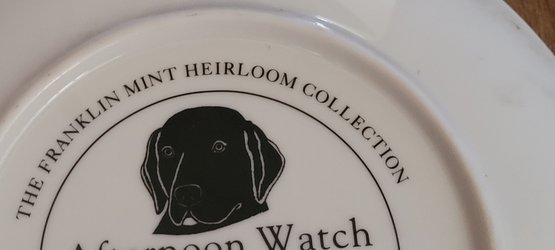 THE FRANKLIN MINT HEIRLOOM COLLECTION
Afternoon Watch